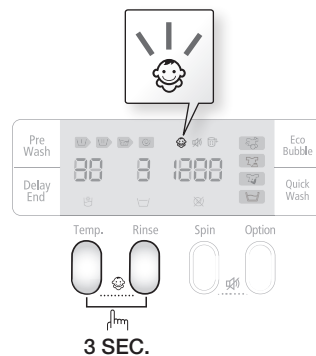 Pre Wash
Eco Bubble
88 8 1888
Delay End
Quick Wash
Temp. Rinse Spin Option
3 SEC.